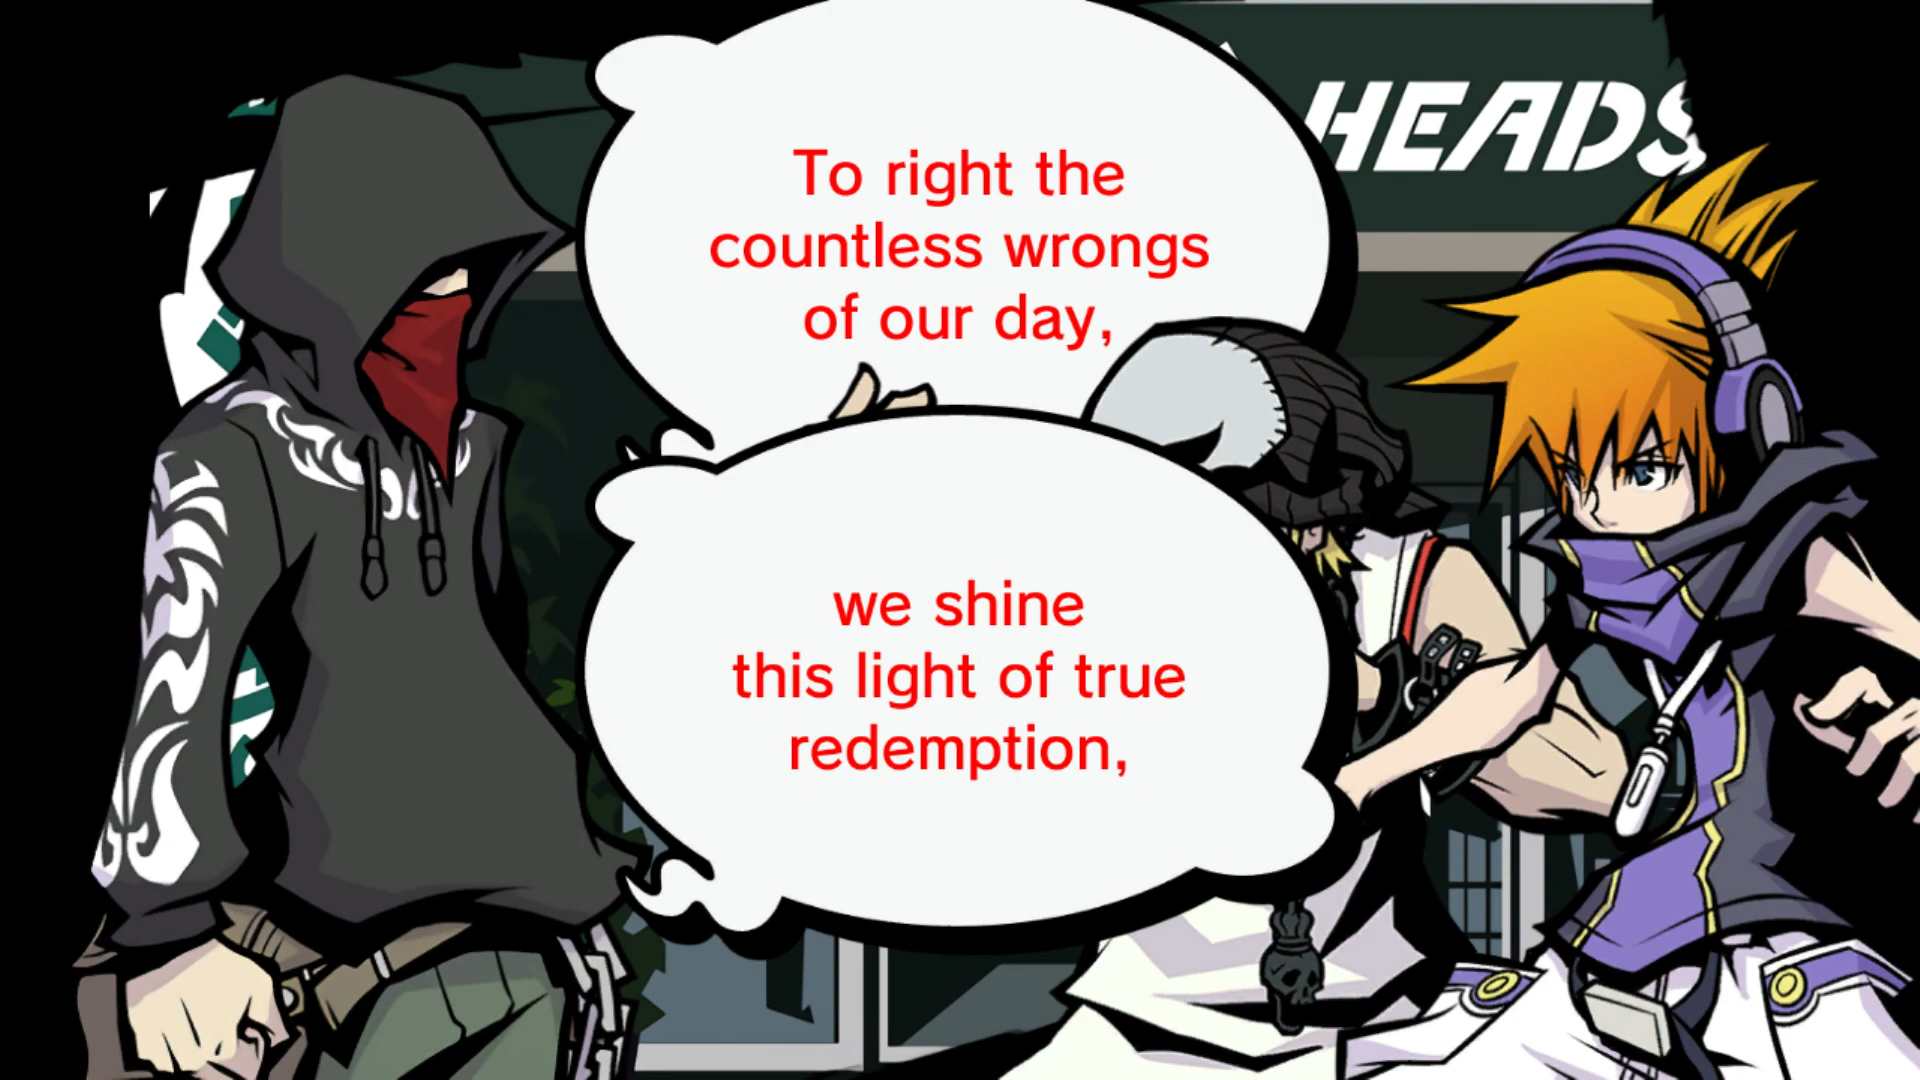 HEADS
To right the
countless wrongs
of our day,
we shine
this light of true
redemption,